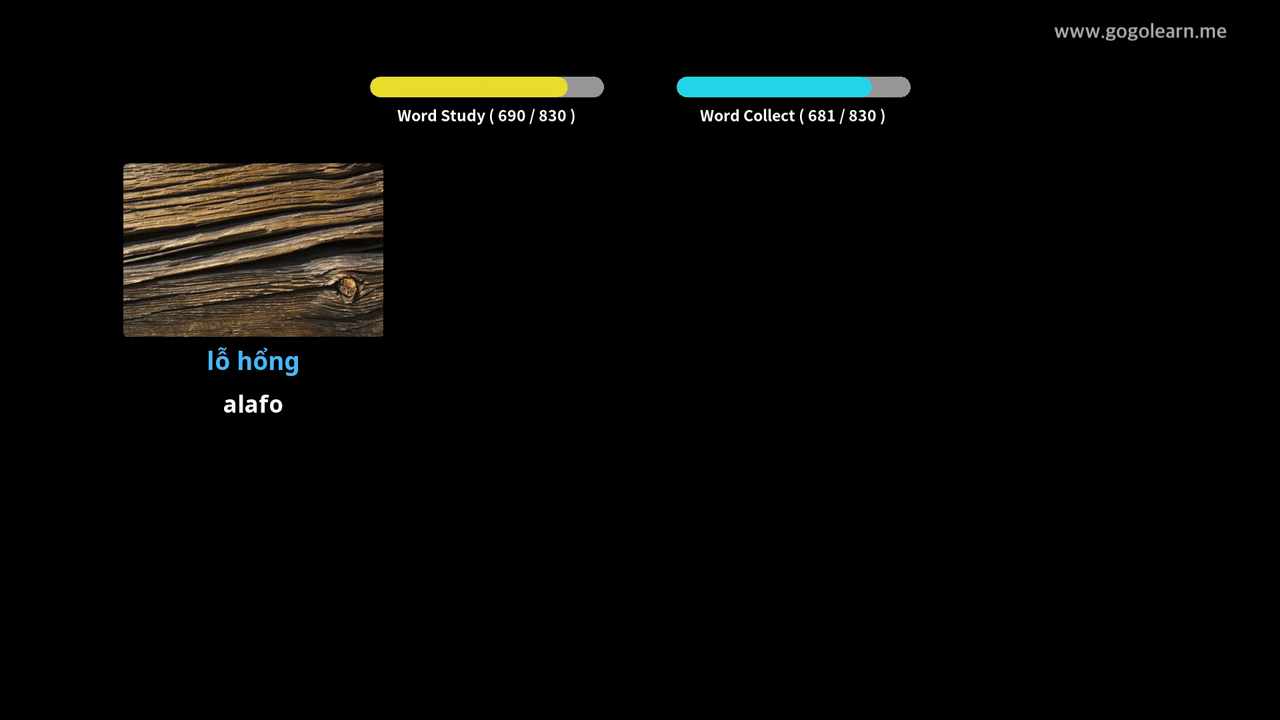 www.gogolearn.me
Word Study ( 690 / 830 )
Word Collect ( 681 / 830 )
lỗ hổng
alafo